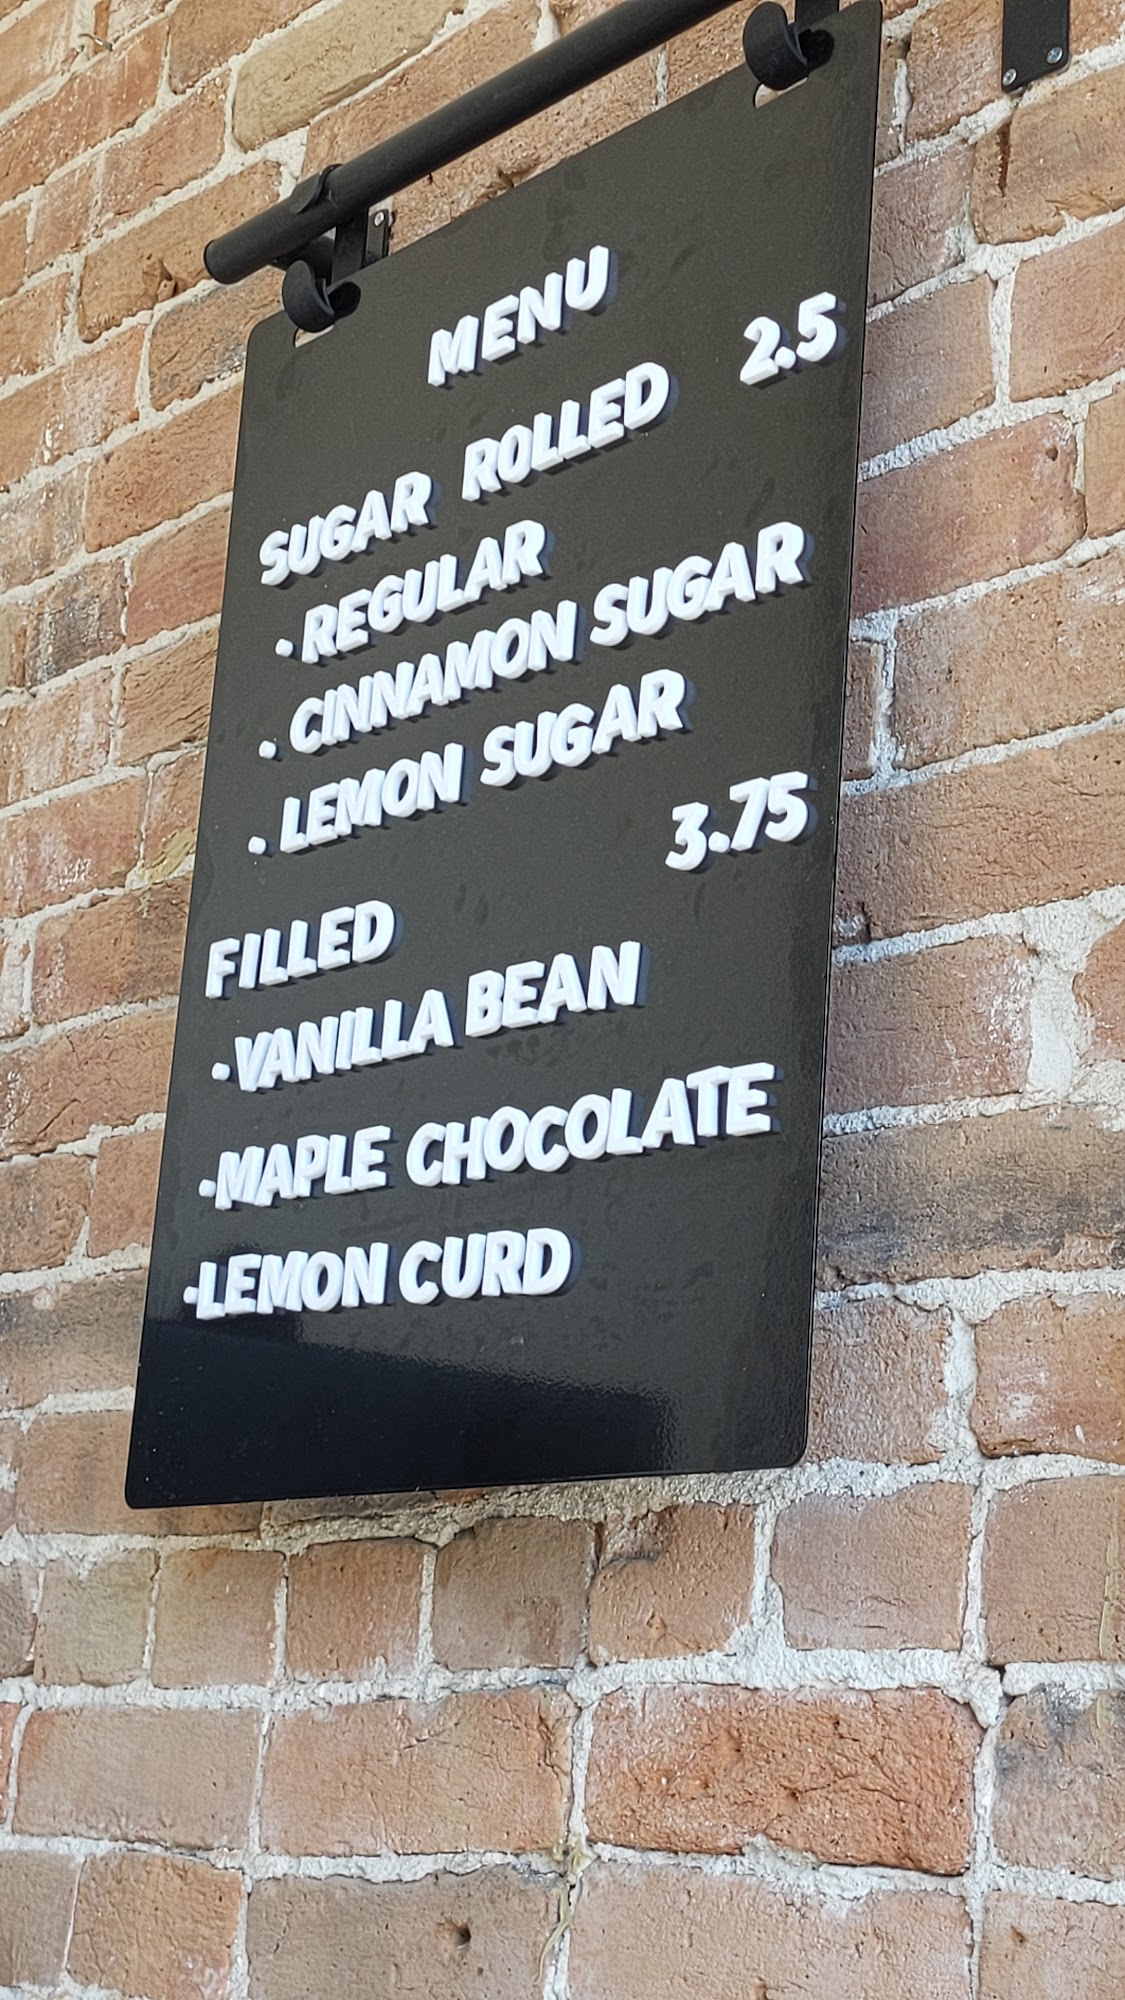 MENU
SUGAR ROLLED 2.5
· REGULAR
· CINNAMON SUGAR
· LEMON SUGAR
FILLED 3.75
· VANILLA BEAN
· MAPLE CHOCOLATE
· LEMON CURD